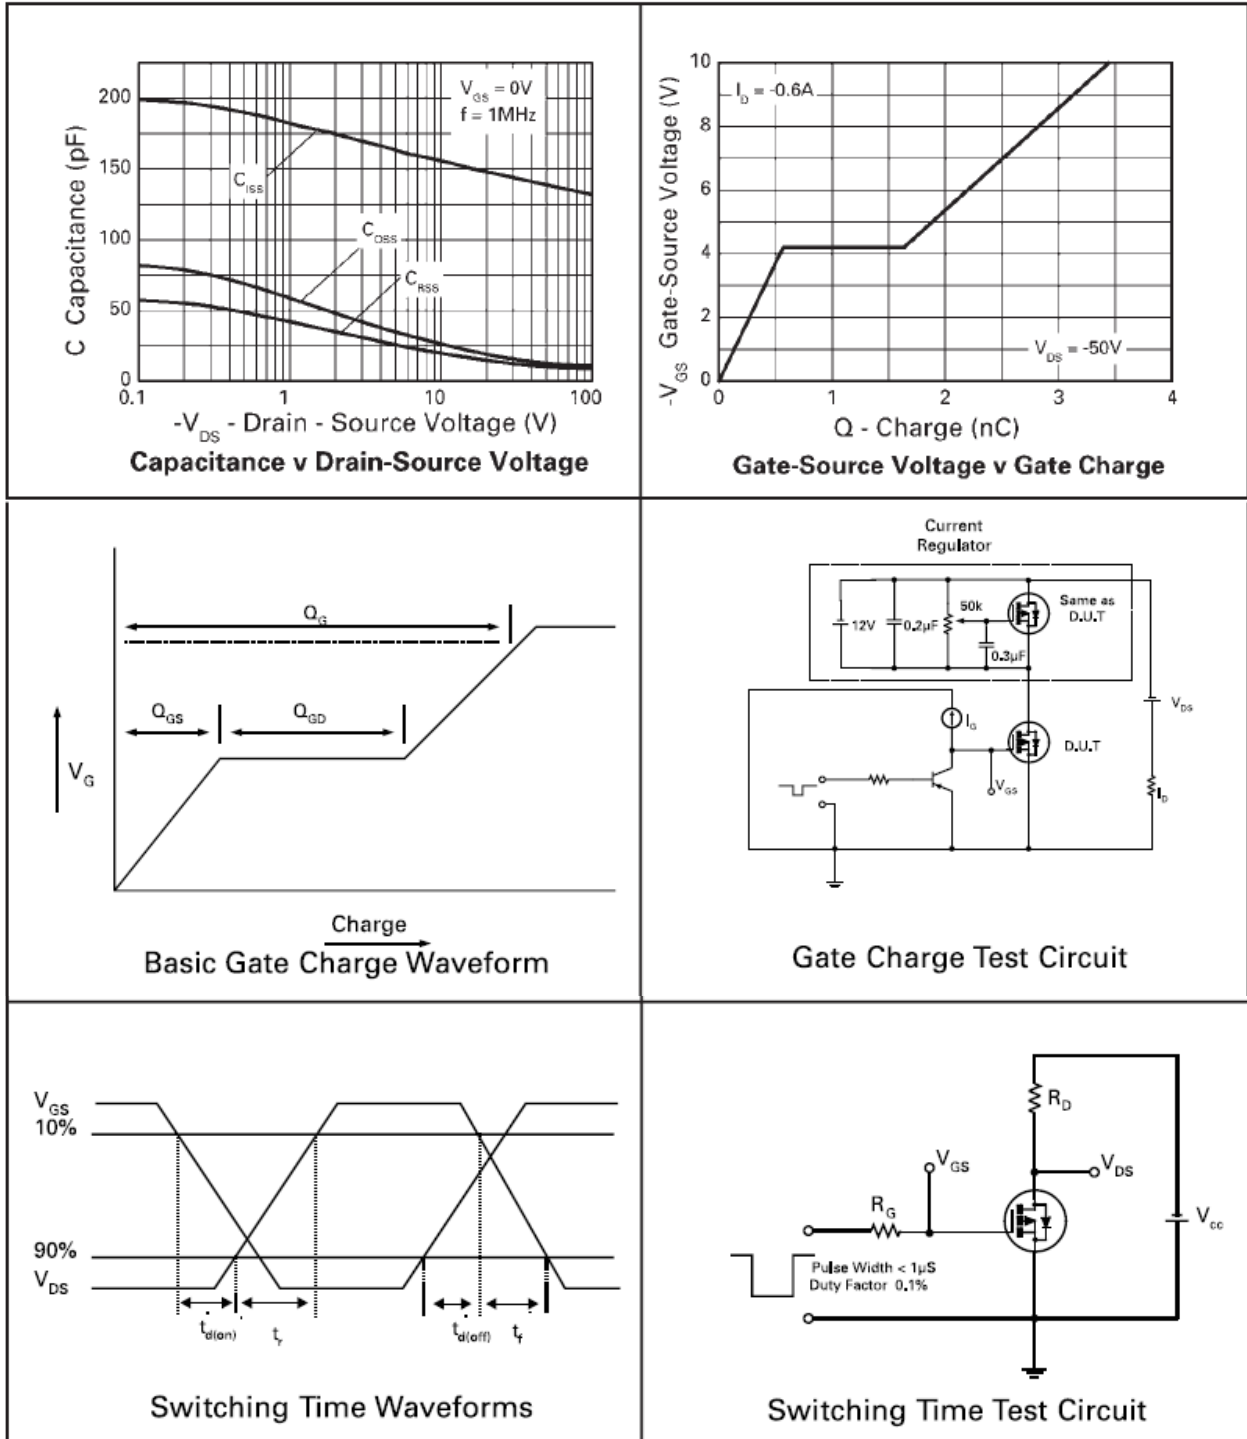 200
150
100
50
0
0.1
1
10
100
C Capacitance (pF)
V_GS = 0V
f = 1MHz
C_ISS
C_OSS
C_RSS
-V_DS - Drain - Source Voltage (V)
Capacitance v Drain-Source Voltage
10
8
6
4
2
0
0
1
2
3
4
-V_GS Gate-Source Voltage (V)
I_D = -0.6A
V_DS = -50V
Q - Charge (nC)
Gate-Source Voltage v Gate Charge
Q_G
Q_GS
Q_GD
V_G
Charge
Basic Gate Charge Waveform
Current
Regulator
12V
0.2µF
50k
0.3µF
Same as
D.U.T
I_G
V_DS
D.U.T
V_GS
I_D
Gate Charge Test Circuit
V_GS
10%
90%
V_DS
t_d(on)
t_r
t_d(off)
t_f
Switching Time Waveforms
R_D
V_GS
V_DS
R_G
V_cc
Pulse Width < 1µS
Duty Factor 0.1%
Switching Time Test Circuit